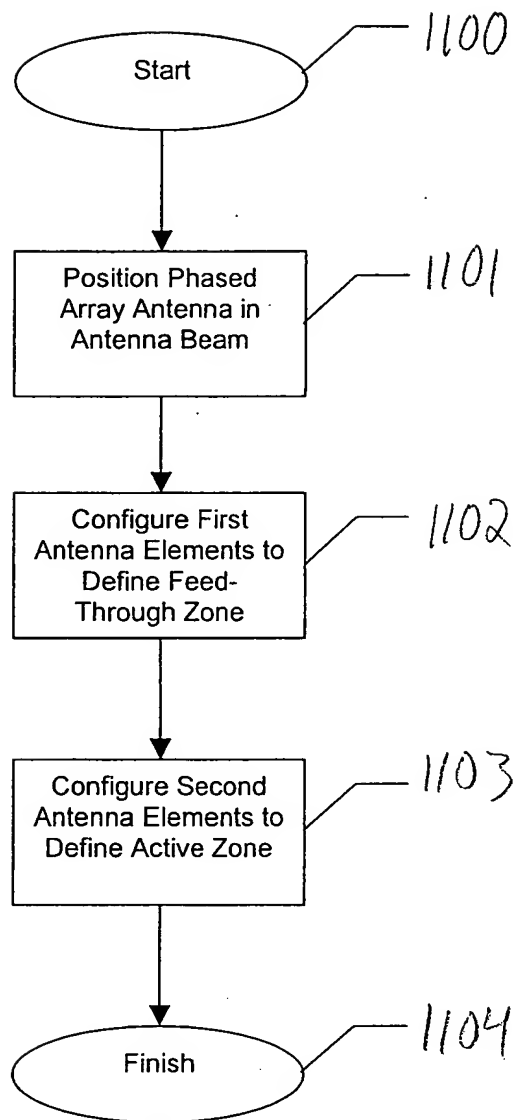 Start
1100
Position Phased
Array Antenna in
Antenna Beam
1101
Configure First
Antenna Elements to
Define Feed-
Through Zone
1102
Configure Second
Antenna Elements to
Define Active Zone
1103
Finish
1104